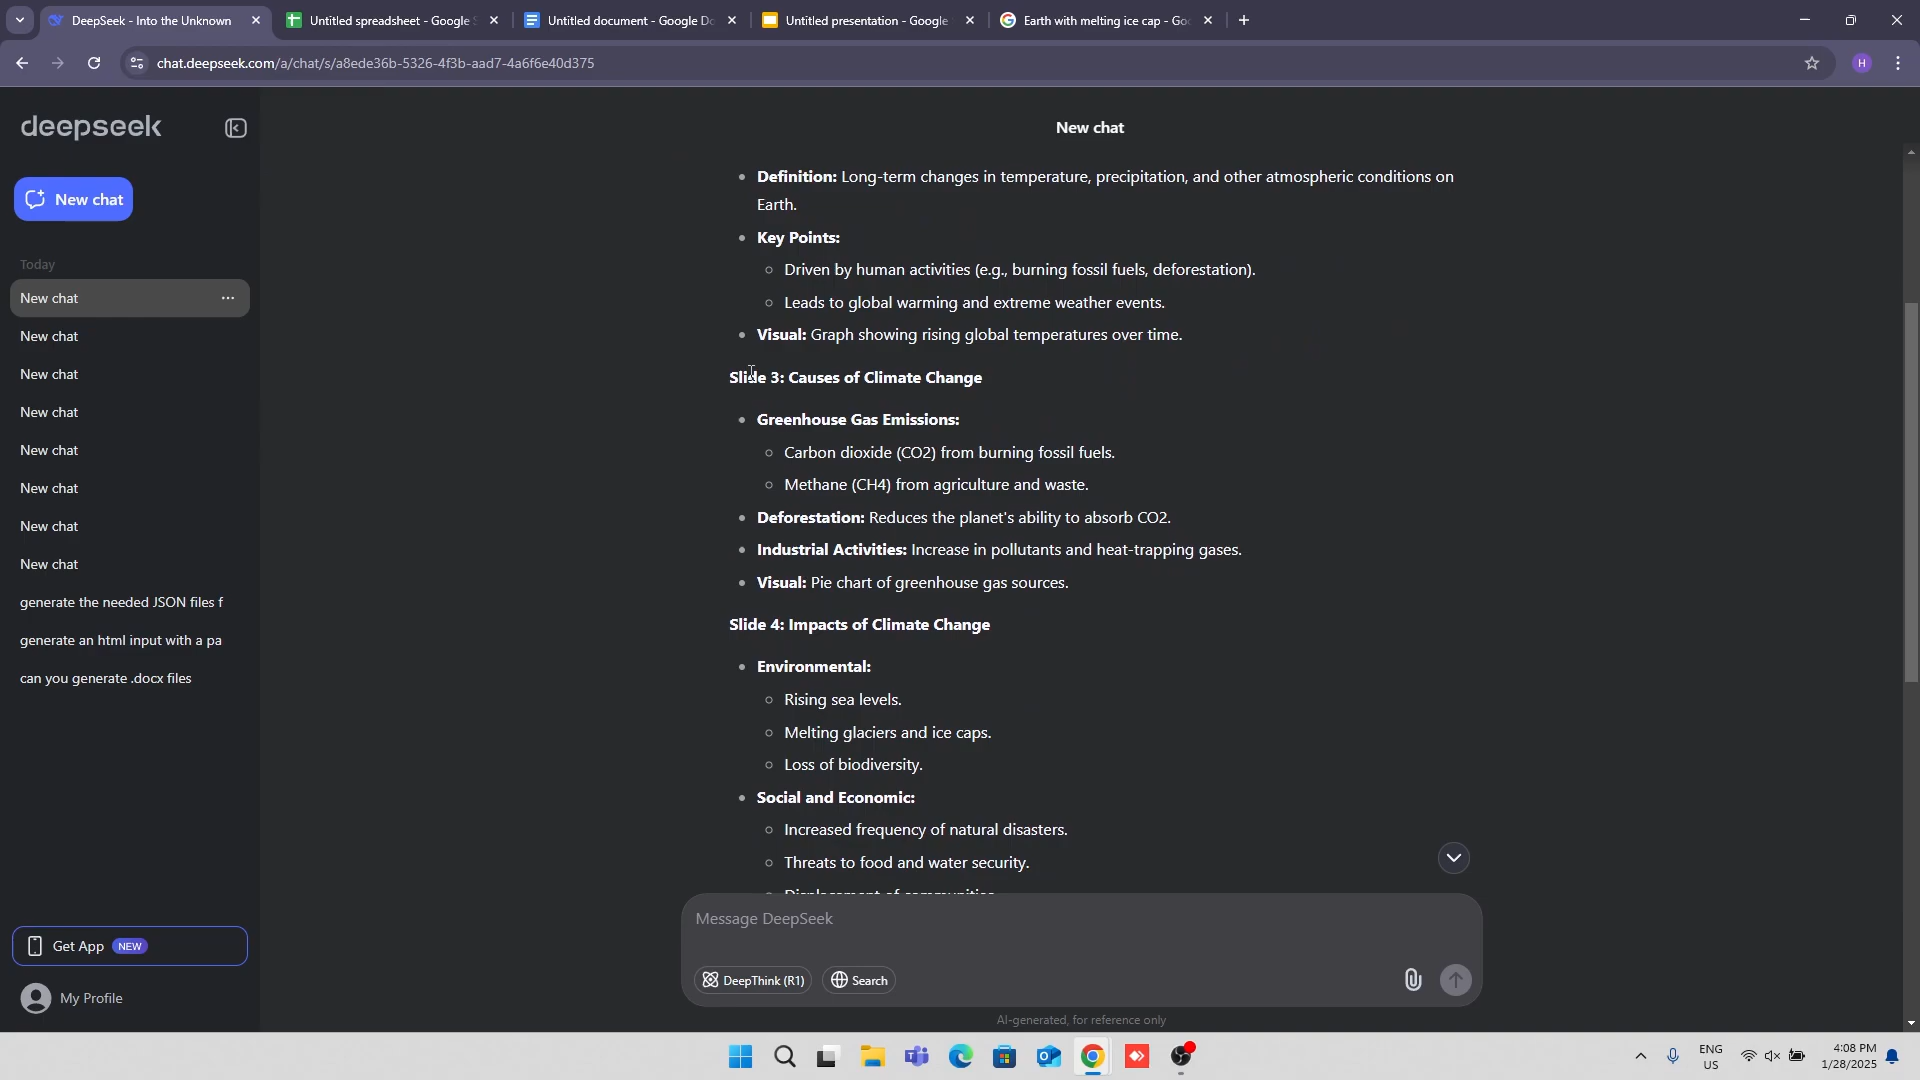 DeepSeek - Into the Unknown
Untitled spreadsheet - Google S
Untitled document - Google Do
Untitled presentation - Google
Earth with melting ice cap - Goo
chat.deepseek.com/a/chat/s/a8ede36b-5326-4f3b-aad7-4a6f6e40d375
H
deepseek
New chat
Today
New chat
New chat
New chat
New chat
New chat
New chat
New chat
New chat
generate the needed JSON files f
generate an html input with a pa
can you generate .docx files
Get App NEW
My Profile
New chat
Definition: Long-term changes in temperature, precipitation, and other atmospheric conditions on
Earth.
Key Points:
Driven by human activities (e.g., burning fossil fuels, deforestation).
Leads to global warming and extreme weather events.
Visual: Graph showing rising global temperatures over time.
Slide 3: Causes of Climate Change
Greenhouse Gas Emissions:
Carbon dioxide (CO2) from burning fossil fuels.
Methane (CH4) from agriculture and waste.
Deforestation: Reduces the planet's ability to absorb CO2.
Industrial Activities: Increase in pollutants and heat-trapping gases.
Visual: Pie chart of greenhouse gas sources.
Slide 4: Impacts of Climate Change
Environmental:
Rising sea levels.
Melting glaciers and ice caps.
Loss of biodiversity.
Social and Economic:
Increased frequency of natural disasters.
Threats to food and water security.
Displacement of communities.
Message DeepSeek
DeepThink (R1)
Search
AI-generated, for reference only
ENG
US
4:08 PM
1/28/2025